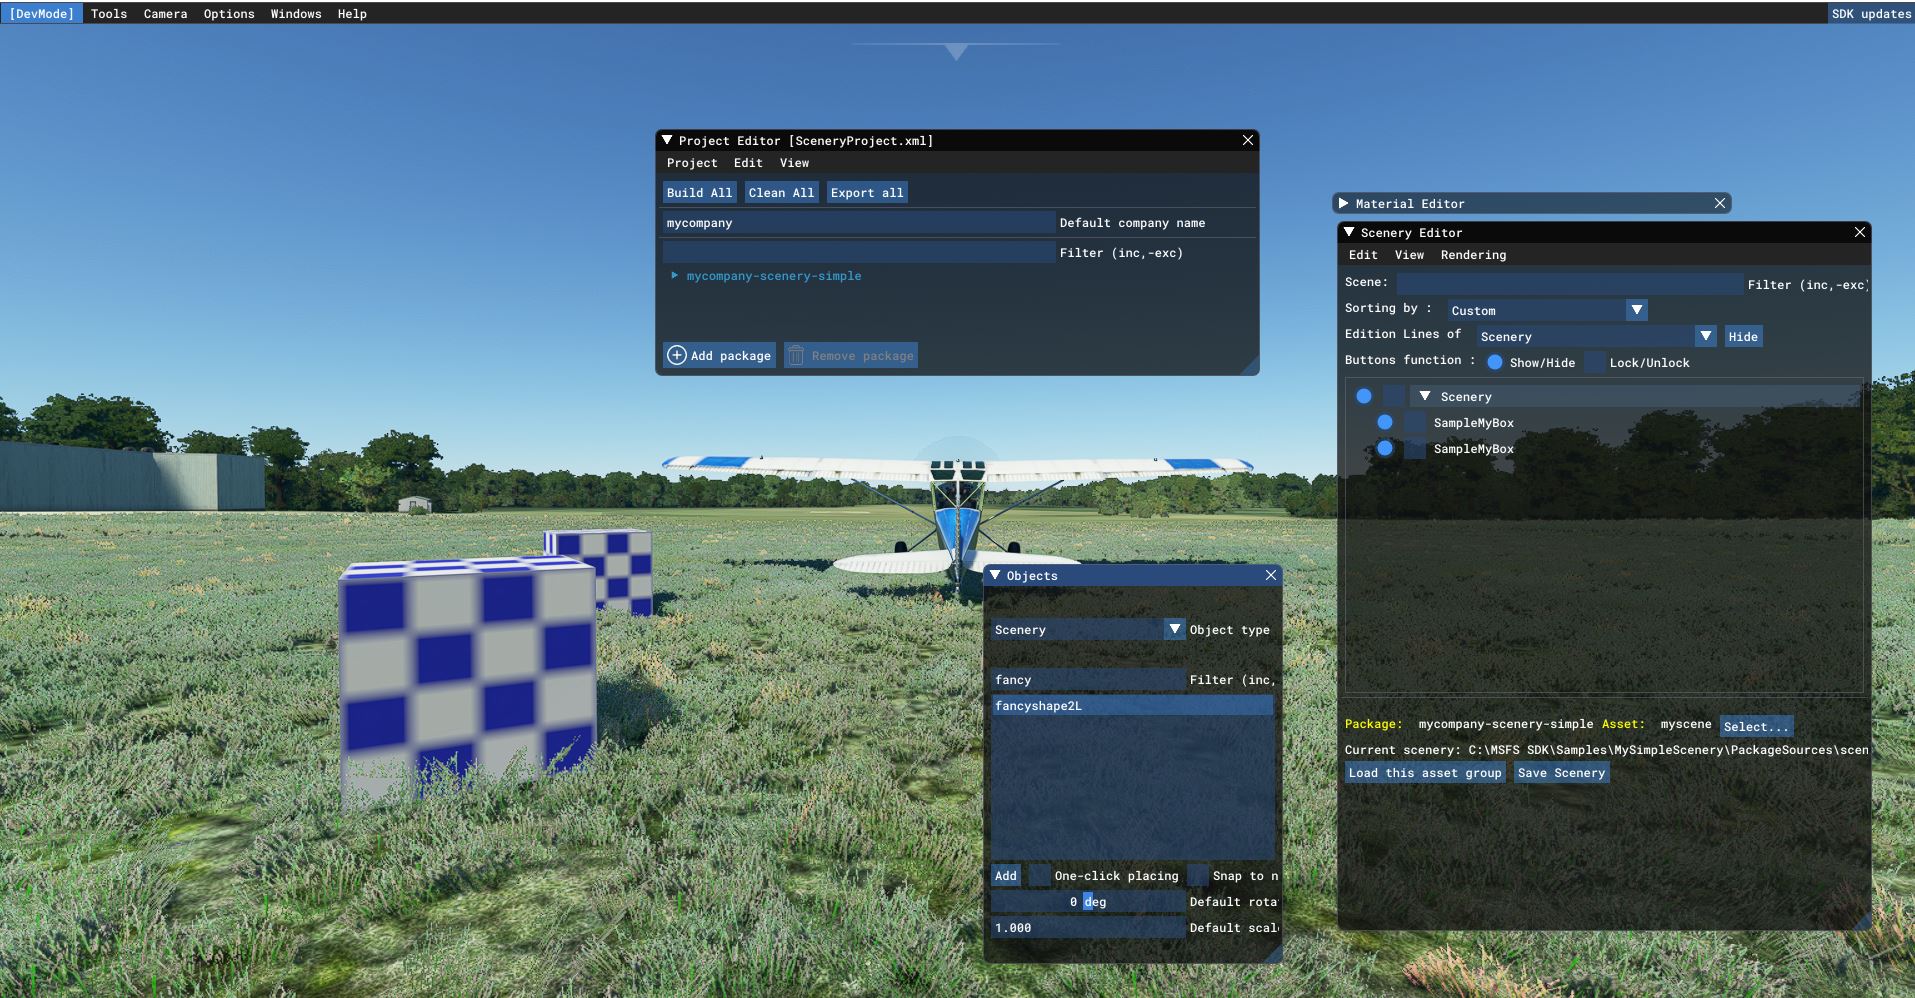 [DevMode] Tools Camera Options Windows Help SDK updates
Project Editor [SceneryProject.xml]
Project Edit View
Build All Clean All Export all
mycompany Default company name
Filter (inc,-exc)
mycompany-scenery-simple
Add package Remove package
Material Editor
Scenery Editor
Edit View Rendering
Scene: Filter (inc,-exc)
Sorting by : Custom
Edition Lines of Scenery Hide
Buttons function : Show/Hide Lock/Unlock
Scenery
SampleMyBox
SampleMyBox
Package: mycompany-scenery-simple Asset: myscene Select...
Current scenery: C:\MSFS SDK\Samples\MySimpleScenery\PackageSources\scen
Load this asset group Save Scenery
Objects
Scenery Object type
fancy Filter (inc,
fancyshape2L
Add One-click placing Snap to n
0 deg Default rota
1.000 Default scal